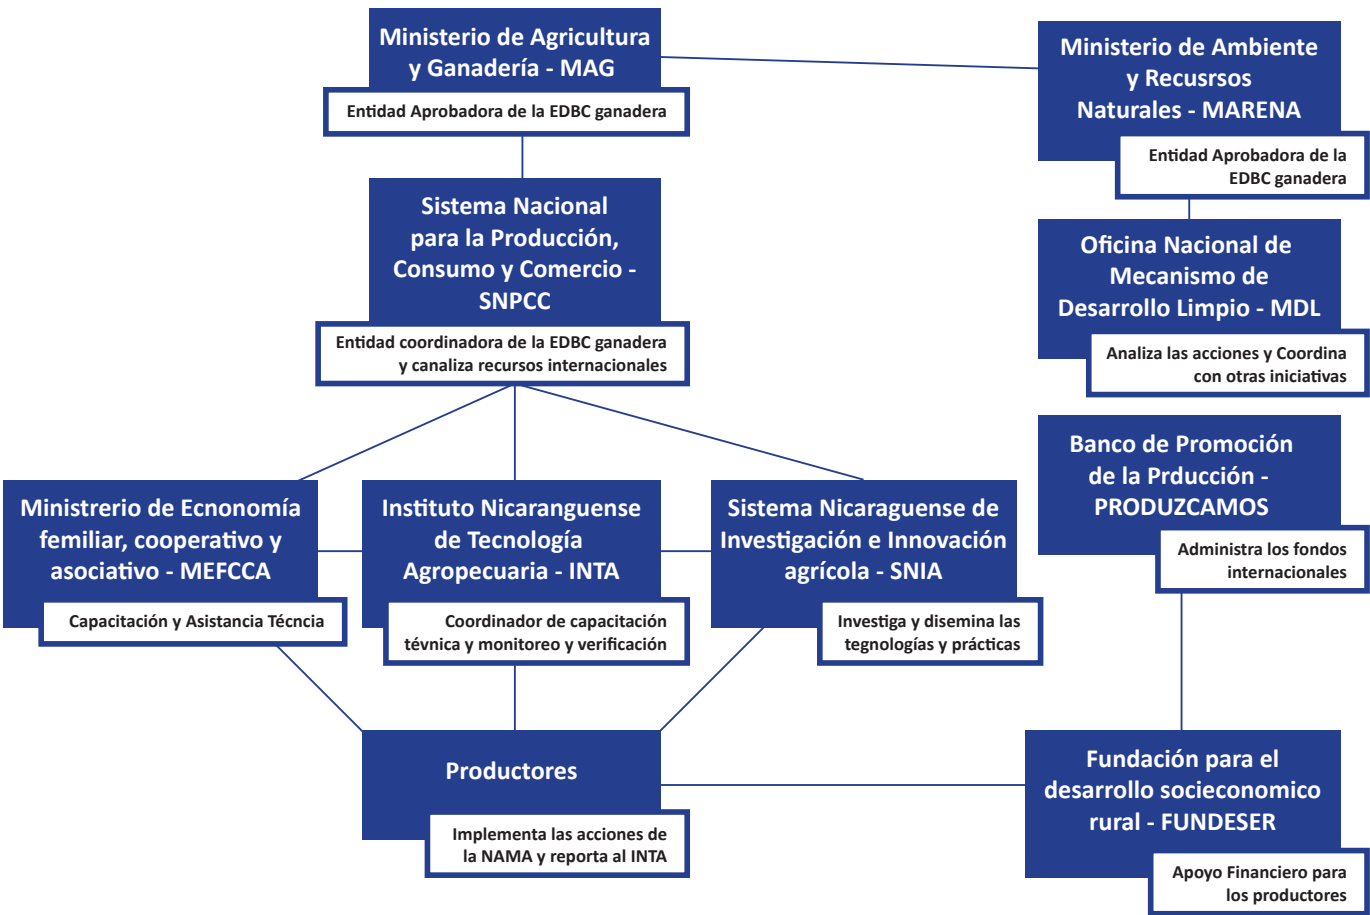 Ministerio de Agricultura
y Ganadería - MAG
Entidad Aprobadora de la EDBC ganadera
Ministerio de Ambiente
y Recusrsos
Naturales - MARENA
Entidad Aprobadora de la
EDBC ganadera
Sistema Nacional
para la Producción,
Consumo y Comercio -
SNPCC
Entidad coordinadora de la EDBC ganadera
y canaliza recursos internacionales
Oficina Nacional de
Mecanismo de
Desarrollo Limpio - MDL
Analiza las acciones y Coordina
con otras iniciativas
Banco de Promoción
de la Prducción -
PRODUZCAMOS
Administra los fondos
internacionales
Ministrerio de Ecnonomía
femiliar, cooperativo y
asociativo - MEFCCA
Capacitación y Asistancia Técncia
Instituto Nicaranguense
de Tecnología
Agropecuaria - INTA
Coordinador de capacitación
tévnica y monitoreo y verificación
Sistema Nicaraguense de
Investigación e Innovación
agrícola - SNIA
Investiga y disemina las
tegnologías y prácticas
Productores
Implementa las acciones de
la NAMA y reporta al INTA
Fundación para el
desarrollo socieconomico
rural - FUNDESER
Apoyo Financiero para
los productores